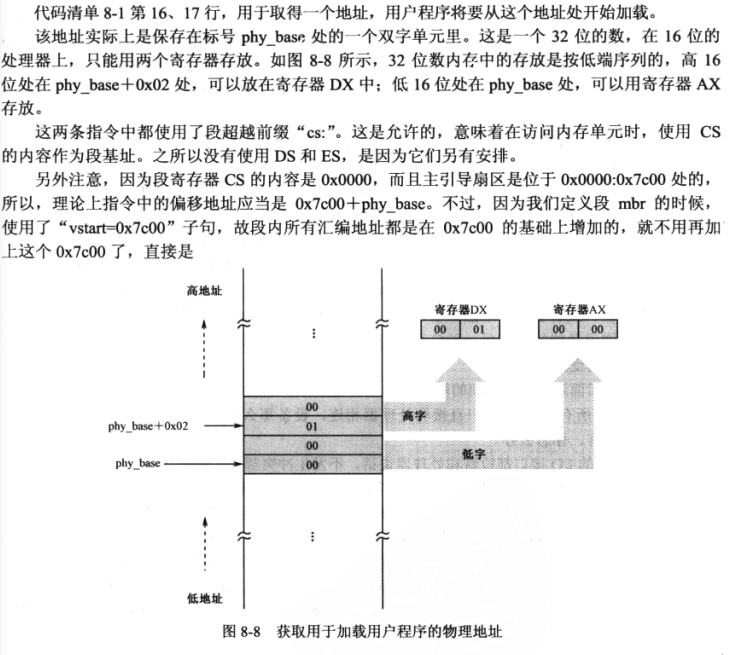 代码清单 8-1 第 16、17 行，用于取得一个地址，用户程序将要从这个地址处开始加载。
该地址实际上是保存在标号 phy_base 处的一个双字单元里。这是一个 32 位的数，在 16 位的
处理器上，只能用两个寄存器存放。如图 8-8 所示，32 位数内存中的存放是按低端序列的，高 16
位处在 phy_base＋0x02 处，可以放在寄存器 DX 中；低 16 位处在 phy_base 处，可以用寄存器 AX
存放。
这两条指令中都使用了段超越前缀“cs:”。这是允许的，意味着在访问内存单元时，使用 CS
的内容作为段基址。之所以没有使用 DS 和 ES，是因为它们另有安排。
另外注意，因为段寄存器 CS 的内容是 0x0000，而且主引导扇区是位于 0x0000:0x7c00 处的，
所以，理论上指令中的偏移地址应当是 0x7c00＋phy_base。不过，因为我们定义段 mbr 的时候，
使用了“vstart=0x7c00”子句，故段内所有汇编地址都是在 0x7c00 的基础上增加的，就不用再加
上这个 0x7c00 了，直接是
高地址
寄存器DX
寄存器AX
00 01
00 00
00
高字
phy_base＋0x02
01
00
低字
phy_base
00
低地址
图 8-8 获取用于加载用户程序的物理地址